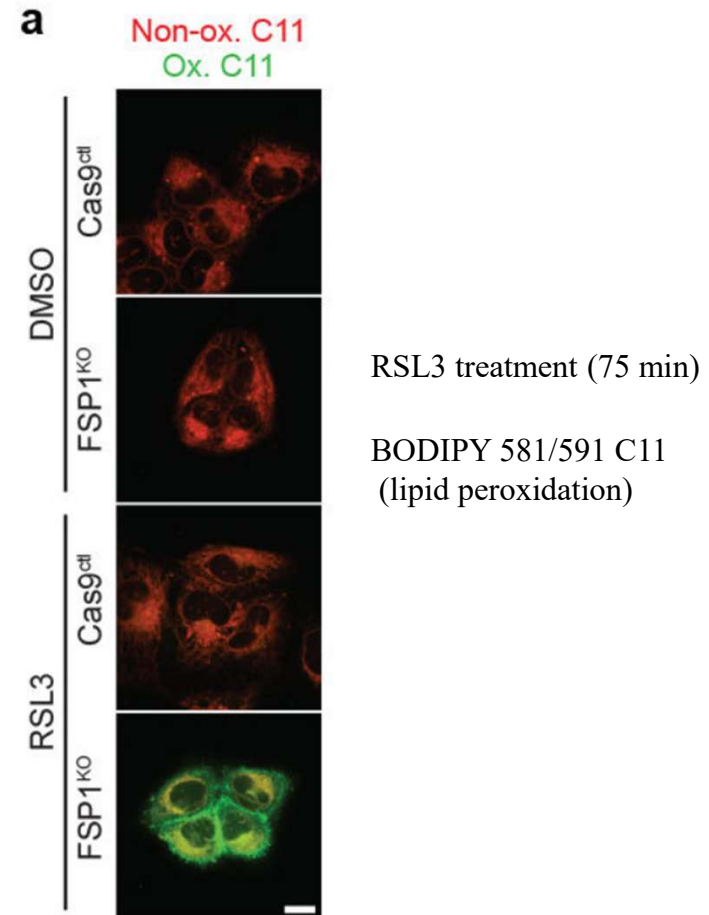 a
Non-ox. C11
Ox. C11
DMSO
Cas9ctl
FSP1KO
RSL3
Cas9ctl
FSP1KO
RSL3 treatment (75 min)
BODIPY 581/591 C11
(lipid peroxidation)